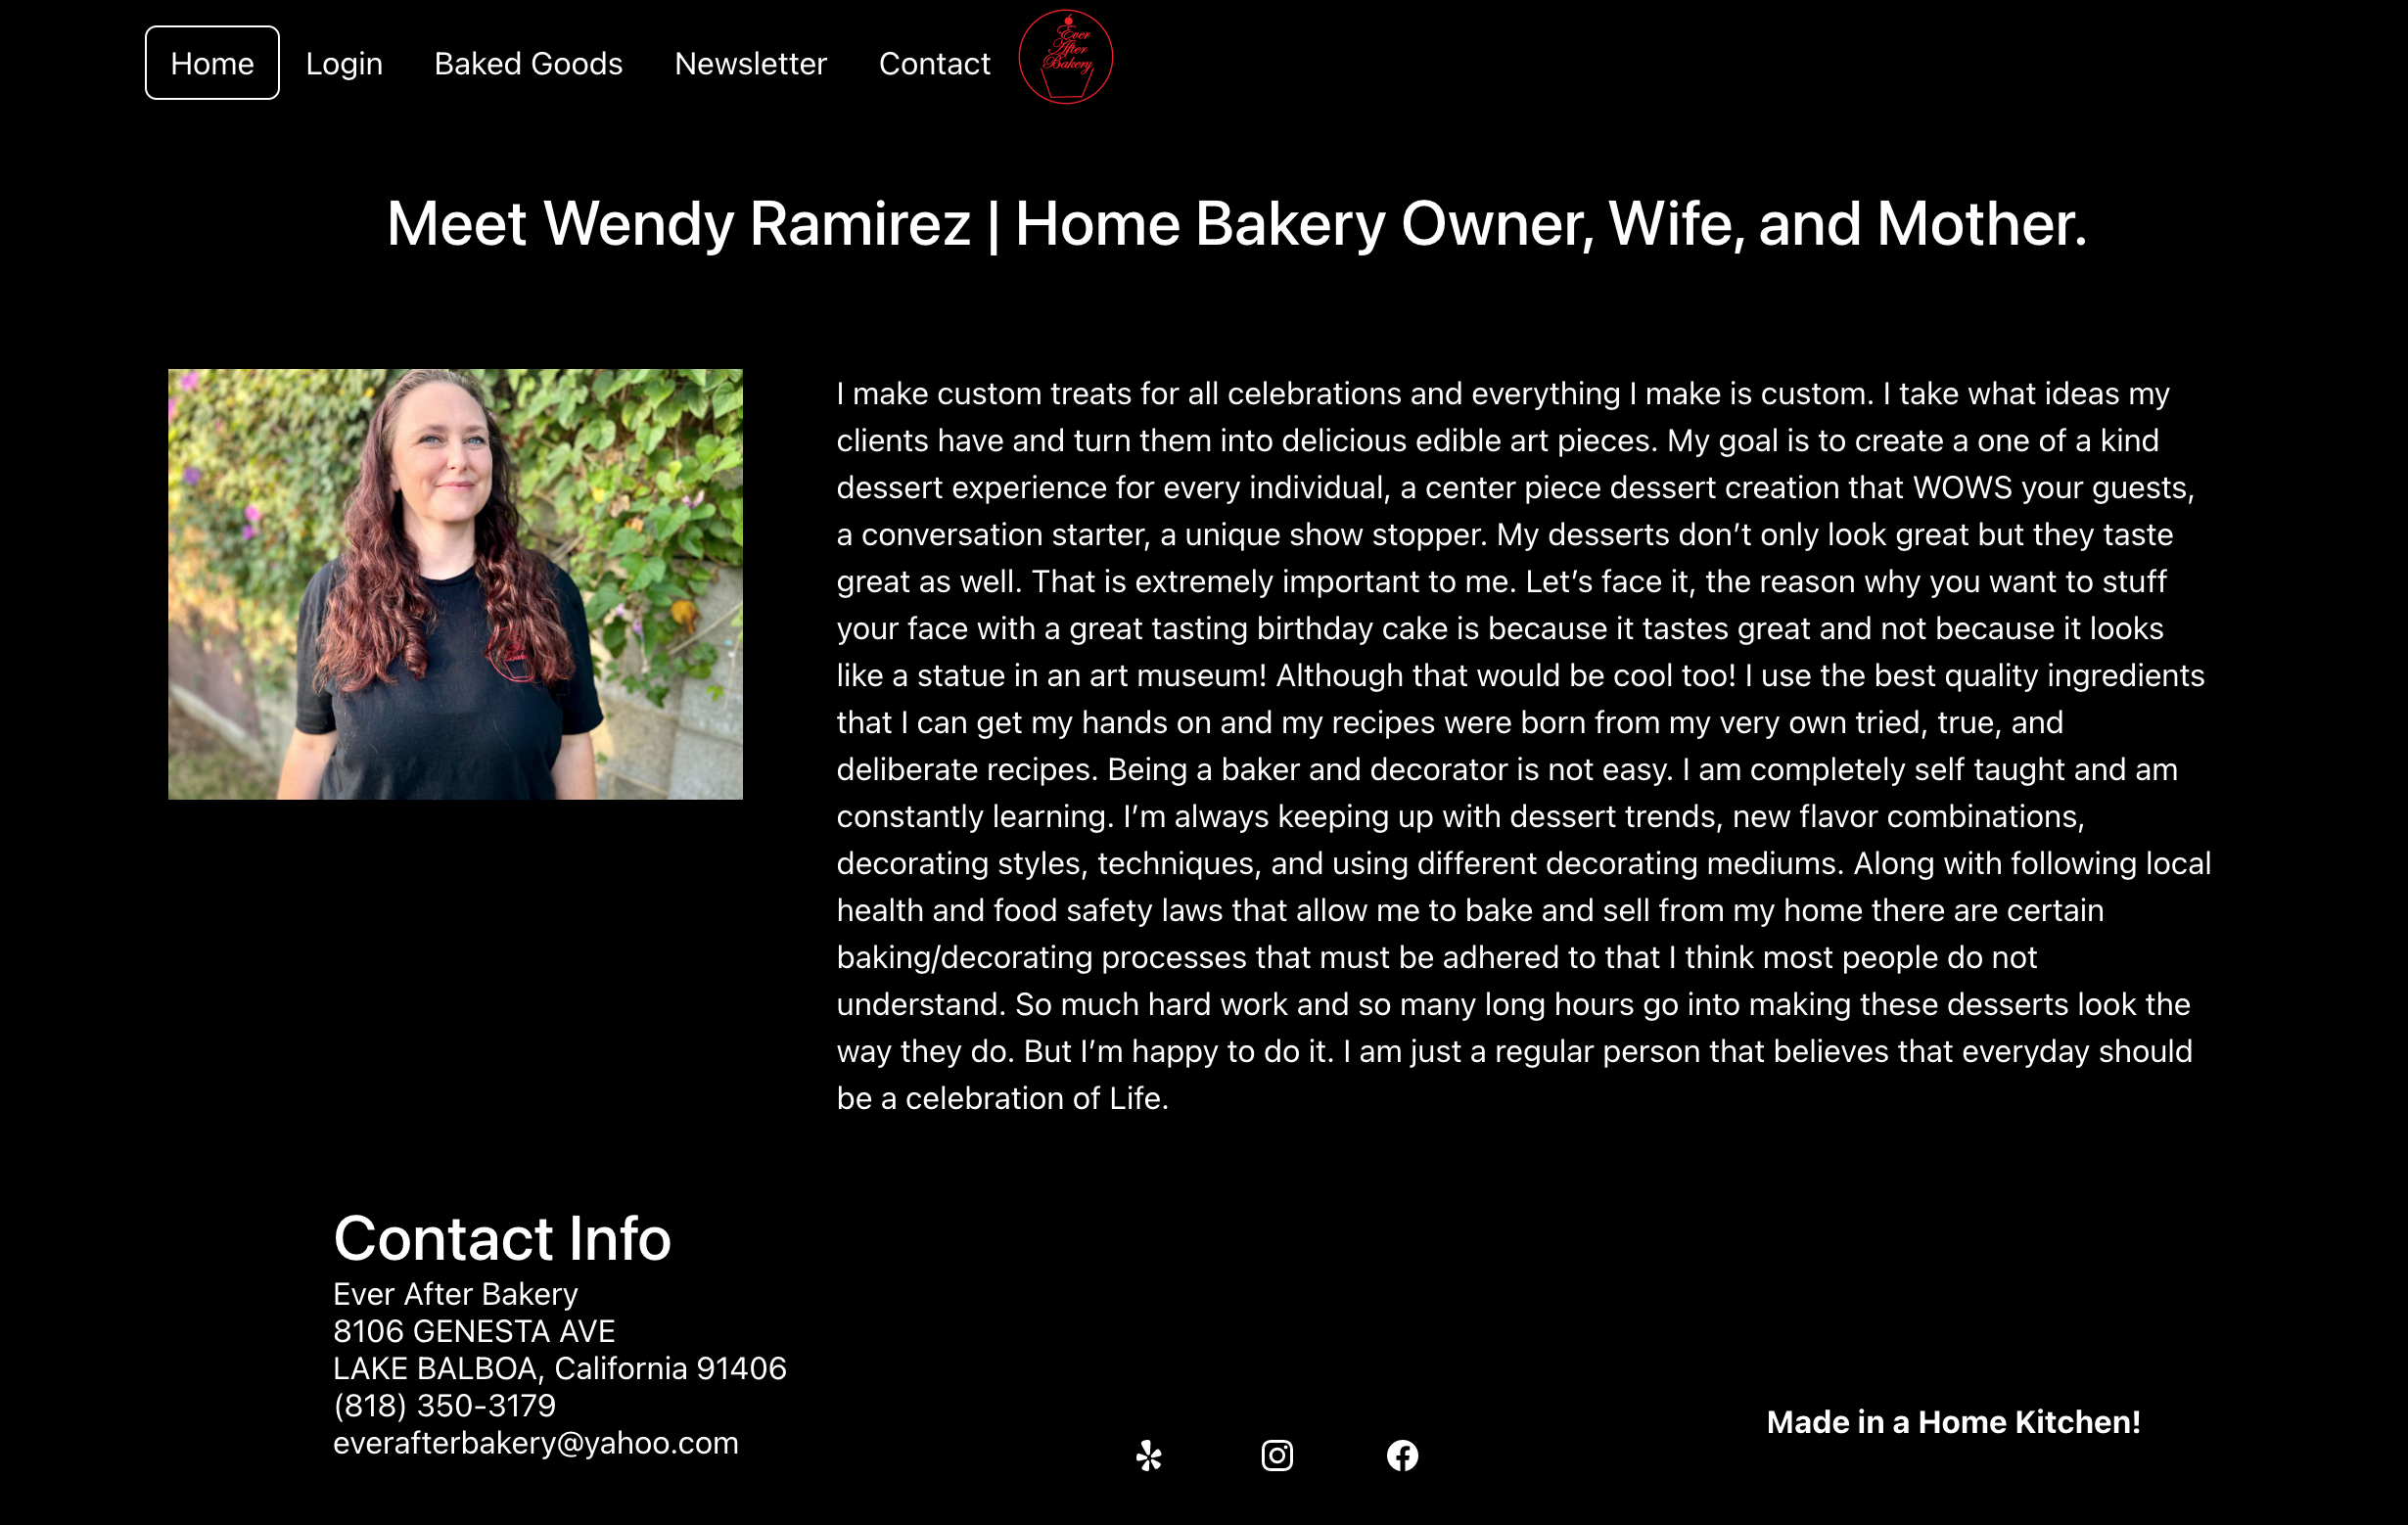 Home Login Baked Goods Newsletter Contact
Ever
After
Bakery
Meet Wendy Ramirez | Home Bakery Owner, Wife, and Mother.
I make custom treats for all celebrations and everything I make is custom. I take what ideas my
clients have and turn them into delicious edible art pieces. My goal is to create a one of a kind
dessert experience for every individual, a center piece dessert creation that WOWS your guests,
a conversation starter, a unique show stopper. My desserts don’t only look great but they taste
great as well. That is extremely important to me. Let’s face it, the reason why you want to stuff
your face with a great tasting birthday cake is because it tastes great and not because it looks
like a statue in an art museum! Although that would be cool too! I use the best quality ingredients
that I can get my hands on and my recipes were born from my very own tried, true, and
deliberate recipes. Being a baker and decorator is not easy. I am completely self taught and am
constantly learning. I’m always keeping up with dessert trends, new flavor combinations,
decorating styles, techniques, and using different decorating mediums. Along with following local
health and food safety laws that allow me to bake and sell from my home there are certain
baking/decorating processes that must be adhered to that I think most people do not
understand. So much hard work and so many long hours go into making these desserts look the
way they do. But I’m happy to do it. I am just a regular person that believes that everyday should
be a celebration of Life.
Contact Info
Ever After Bakery
8106 GENESTA AVE
LAKE BALBOA, California 91406
(818) 350-3179
everafterbakery@yahoo.com
Made in a Home Kitchen!